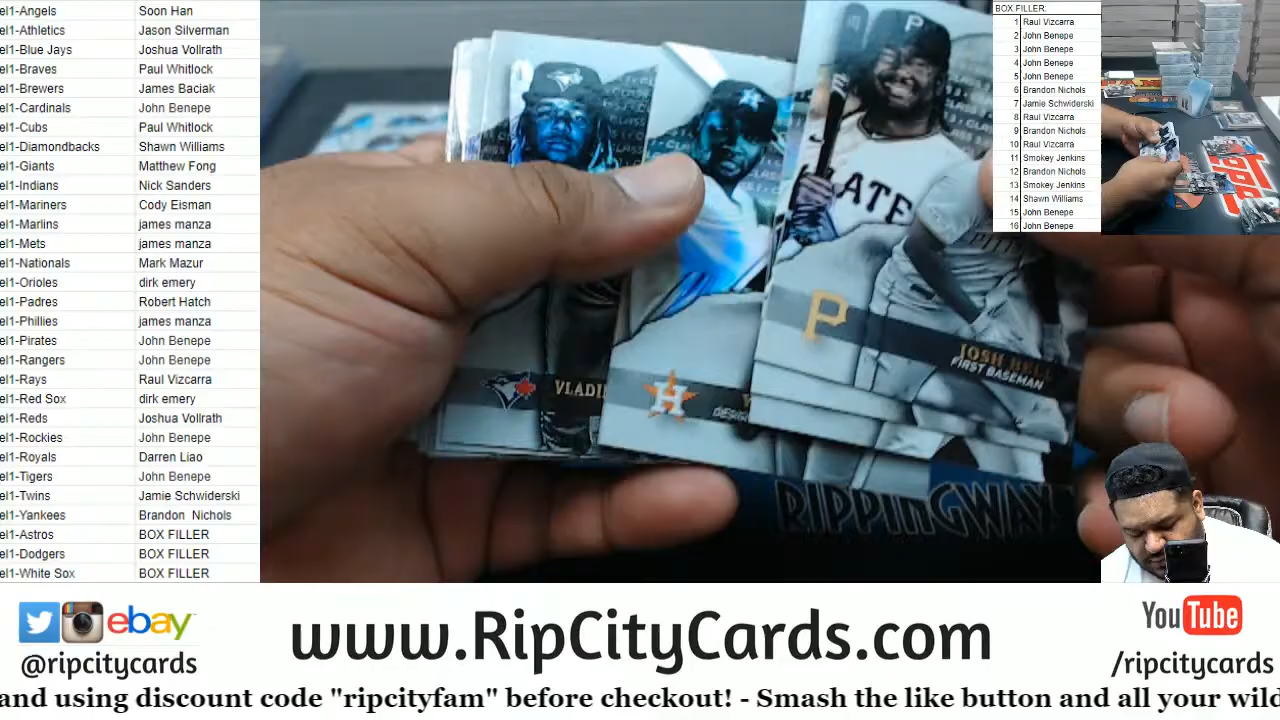 el1-Angels Soon Han
el1-Athletics Jason Silverman
el1-Blue Jays Joshua Vollrath
el1-Braves Paul Whitlock
el1-Brewers James Baciak
el1-Cardinals John Benepe
el1-Cubs Paul Whitlock
el1-Diamondbacks Shawn Williams
el1-Giants Matthew Fong
el1-Indians Nick Sanders
el1-Mariners Cody Eisman
el1-Marlins james manza
el1-Mets james manza
el1-Nationals Mark Mazur
el1-Orioles dirk emery
el1-Padres Robert Hatch
el1-Phillies james manza
el1-Pirates John Benepe
el1-Rangers John Benepe
el1-Rays Raul Vizcarra
el1-Red Sox dirk emery
el1-Reds Joshua Vollrath
el1-Rockies John Benepe
el1-Royals Darren Liao
el1-Tigers John Benepe
el1-Twins Jamie Schwiderski
el1-Yankees Brandon Nichols
el1-Astros BOX FILLER
el1-Dodgers BOX FILLER
el1-White Sox BOX FILLER
BOX FILLER:
1 Raul Vizcarra
2 John Benepe
3 John Benepe
4 John Benepe
5 John Benepe
6 Brandon Nichols
7 Jamie Schwiderski
8 Raul Vizcarra
9 Brandon Nichols
10 Raul Vizcarra
11 Smokey Jenkins
12 Brandon Nichols
13 Smokey Jenkins
14 Shawn Williams
15 John Benepe
16 John Benepe
P
LATE
P
JOSH BELL
FIRST BASEMAN
H
VLADI
RIPPINGWAX
Topps
ebay
@ripcitycards
www.RipCityCards.com
YouTube
/ripcitycards
and using discount code "ripcityfam" before checkout! - Smash the like button and all your wild